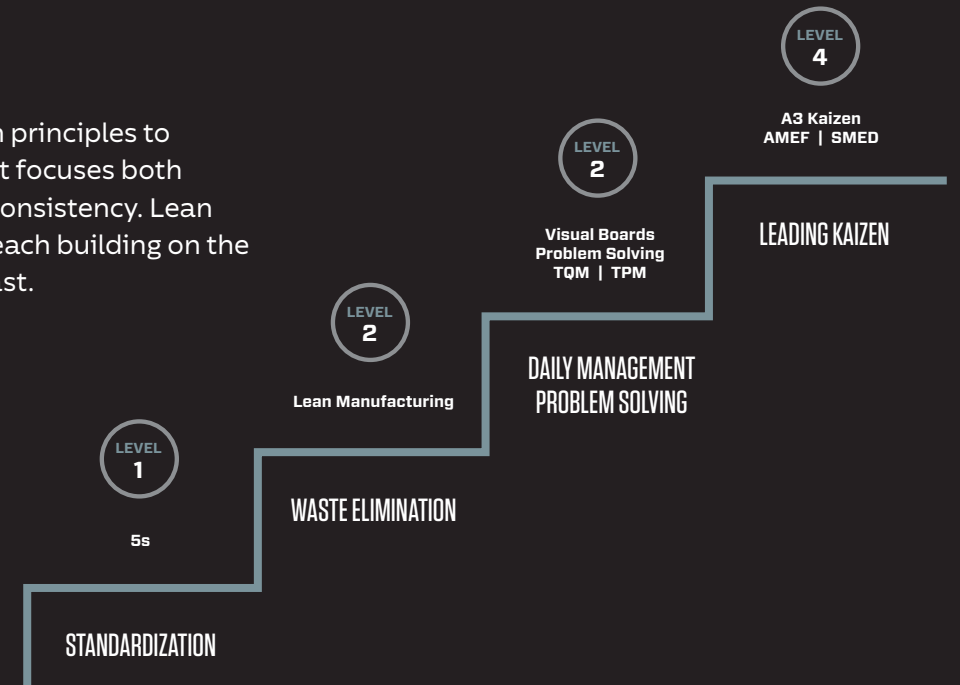 principles to
focuses both
onsistency. Lean
each building on the
LEVEL
1
5s
STANDARDIZATION
LEVEL
2
Lean Manufacturing
WASTE ELIMINATION
LEVEL
2
Visual Boards
Problem Solving
TQM | TPM
DAILY MANAGEMENT
PROBLEM SOLVING
LEVEL
4
A3 Kaizen
AMEF | SMED
LEADING KAIZEN